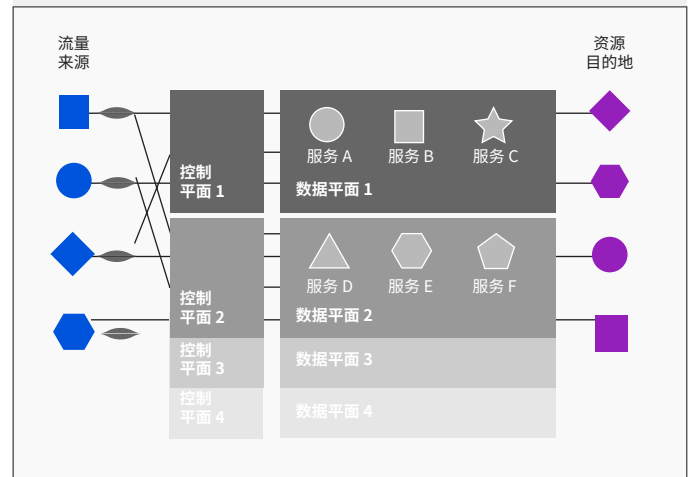 流量
来源
资源
目的地
控制
平面 1
服务 A
服务 B
服务 C
数据平面 1
控制
平面 2
服务 D
服务 E
服务 F
数据平面 2
控制
平面 3
数据平面 3
控制
平面 4
数据平面 4